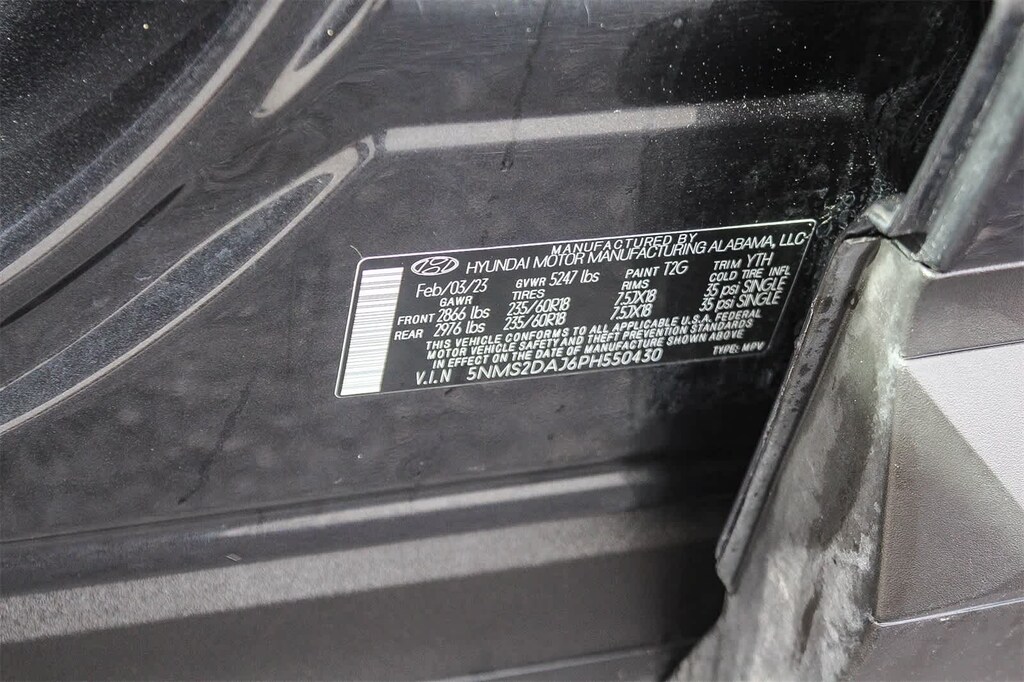 MANUFACTURED BY
HYUNDAI MOTOR MANUFACTURING ALABAMA, LLC
Feb/03/23 GVWR 5247 lbs PAINT T2G TRIM YTH
GAWR TIRES RIMS COLD TIRE INFL
FRONT 2866 lbs 235/60R18 7.5JX18 35 psi SINGLE
REAR 2976 lbs 235/60R18 7.5JX18 35 psi SINGLE
THIS VEHICLE CONFORMS TO ALL APPLICABLE U.S.A. FEDERAL
MOTOR VEHICLE SAFETY AND THEFT PREVENTION STANDARDS
IN EFFECT ON THE DATE OF MANUFACTURE SHOWN ABOVE
V.I.N 5NMS2DAJ6PH550430 TYPE: MPV